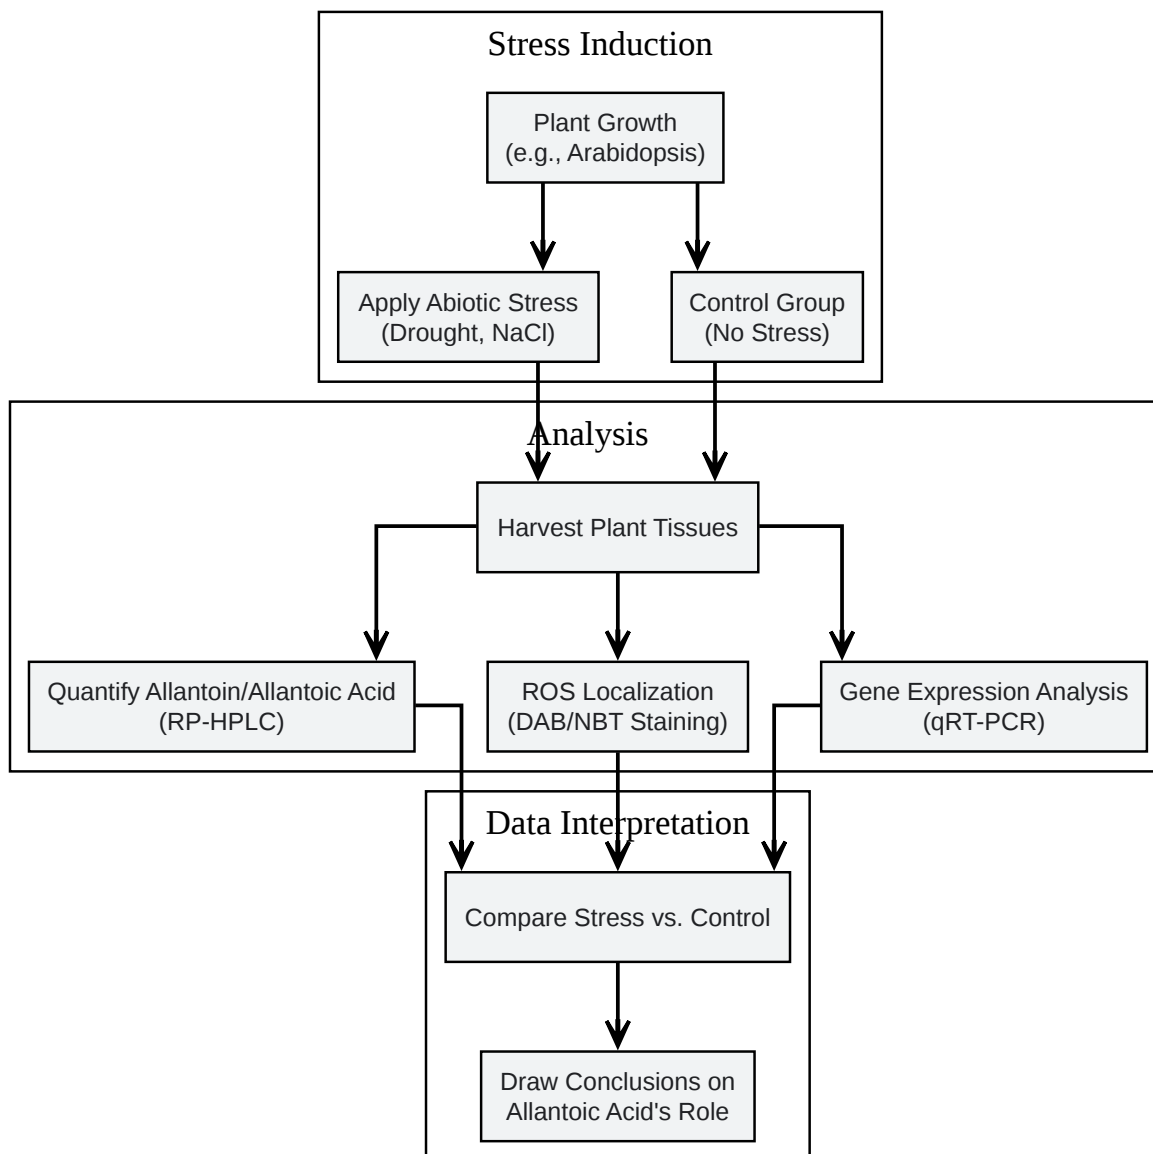 Stress Induction
Plant Growth
(e.g., Arabidopsis)
Apply Abiotic Stress
(Drought, NaCl)
Control Group
(No Stress)
Analysis
Harvest Plant Tissues
Quantify Allantoin/Allantoic Acid
(RP-HPLC)
ROS Localization
(DAB/NBT Staining)
Gene Expression Analysis
(qRT-PCR)
Data Interpretation
Compare Stress vs. Control
Draw Conclusions on
Allantoic Acid's Role